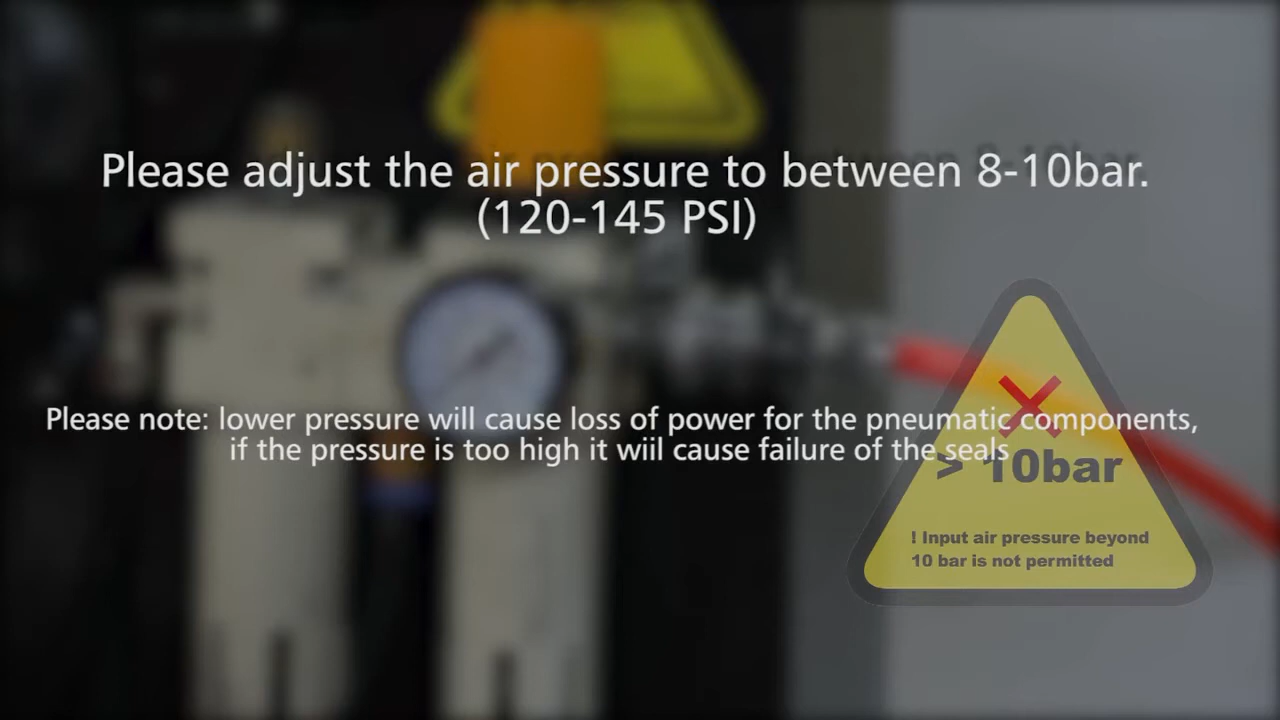 Please adjust the air pressure to between 8-10bar.
(120-145 PSI)
Please note: lower pressure will cause loss of power for the pneumatic components,
if the pressure is too high it wiil cause failure of the seals
> 10bar
! Input air pressure beyond
10 bar is not permitted